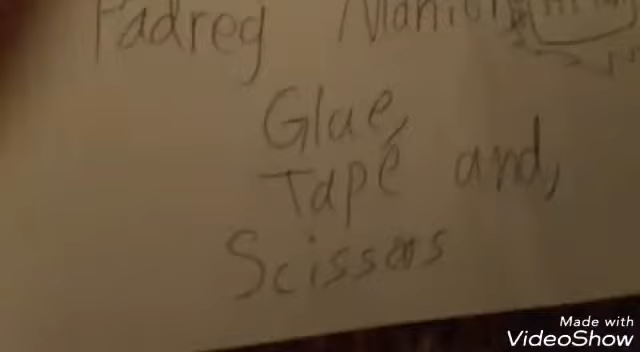 Padreg
Glue,
Tape and,
Scissors
Made with
VideoShow